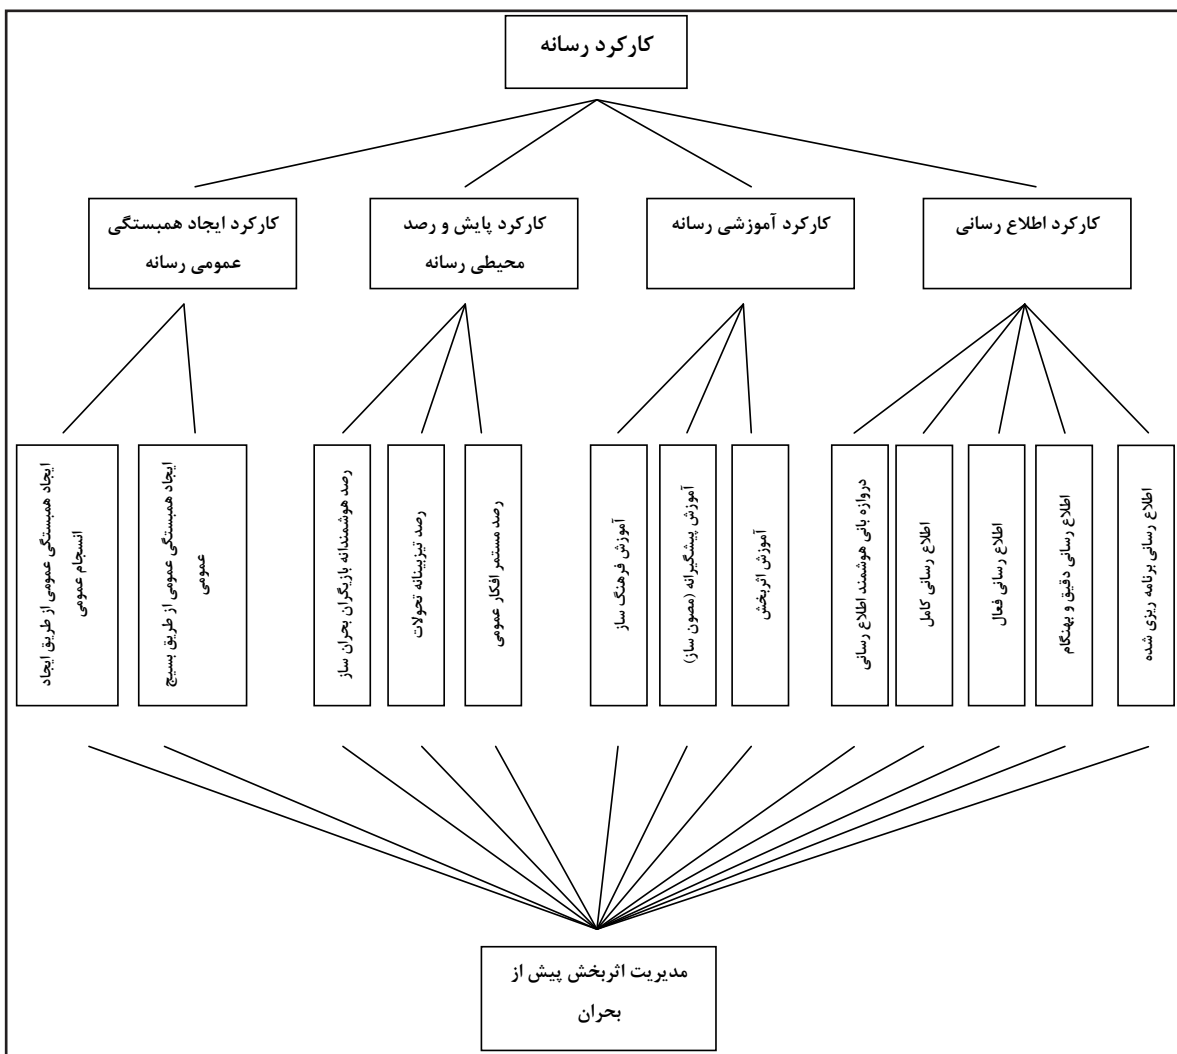 کارکرد رسانه
کارکرد اطلاع رسانی
کارکرد آموزشی رسانه
کارکرد پایش و رصد
محیطی رسانه
کارکرد ایجاد همبستگی
عمومی رسانه
اطلاع رسانی برنامه ریزی شده
اطلاع رسانی دقیق و بهنگام
اطلاع رسانی فعال
اطلاع رسانی کامل
دروازه بانی هوشمند اطلاع رسانی
آموزش اثربخش
آموزش پیشگیرانه (مصون ساز)
آموزش فرهنگ ساز
رصد مستمر افکار عمومی
رصد تیزبینانه تحولات
رصد هوشمندانه بازیگران بحران ساز
ایجاد همبستگی عمومی از طریق بسیج
عمومی
ایجاد همبستگی عمومی از طریق ایجاد
انسجام عمومی
مدیریت اثربخش پیش از
بحران